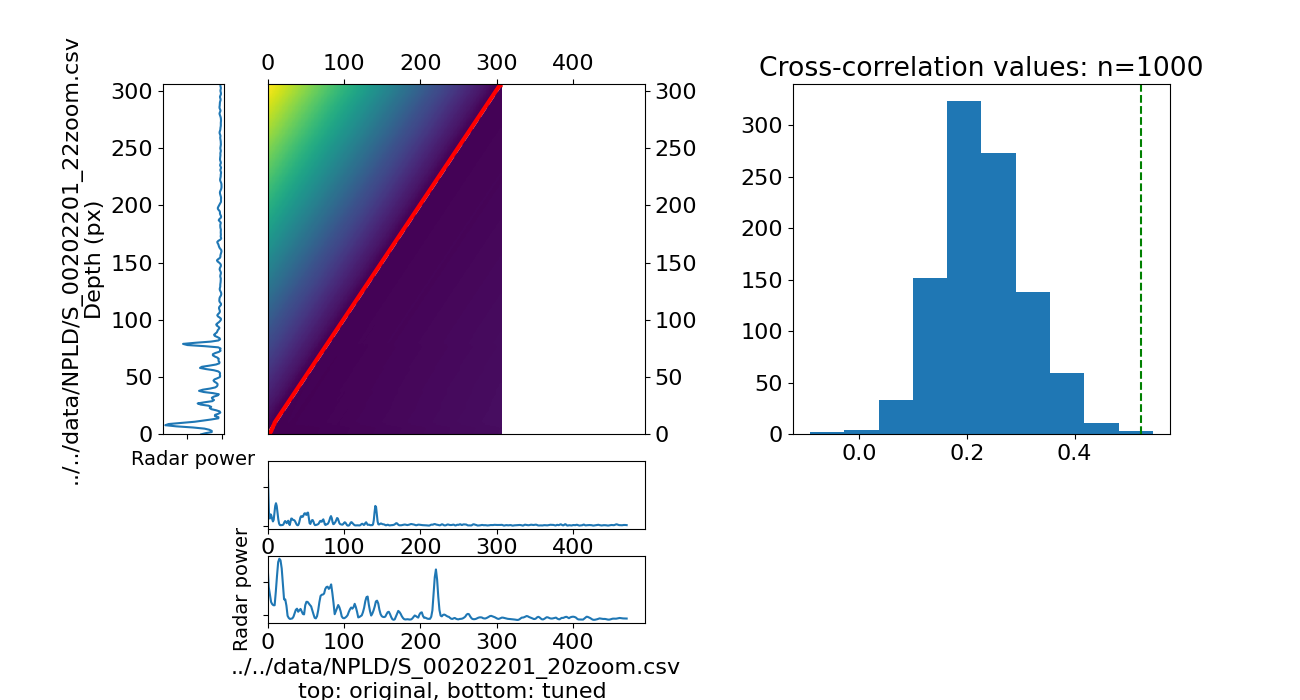 0 100 200 300 400
Cross-correlation values: n=1000
../../data/NPLD/S_00202201_22zoom.csv
Depth (px)
300
250
200
150
100
50
0
300
250
200
150
100
50
0
300
250
200
150
100
50
0
0.0 0.2 0.4
Radar power
0 100 200 300 400
Radar power
0 100 200 300 400
../../data/NPLD/S_00202201_20zoom.csv
top: original, bottom: tuned